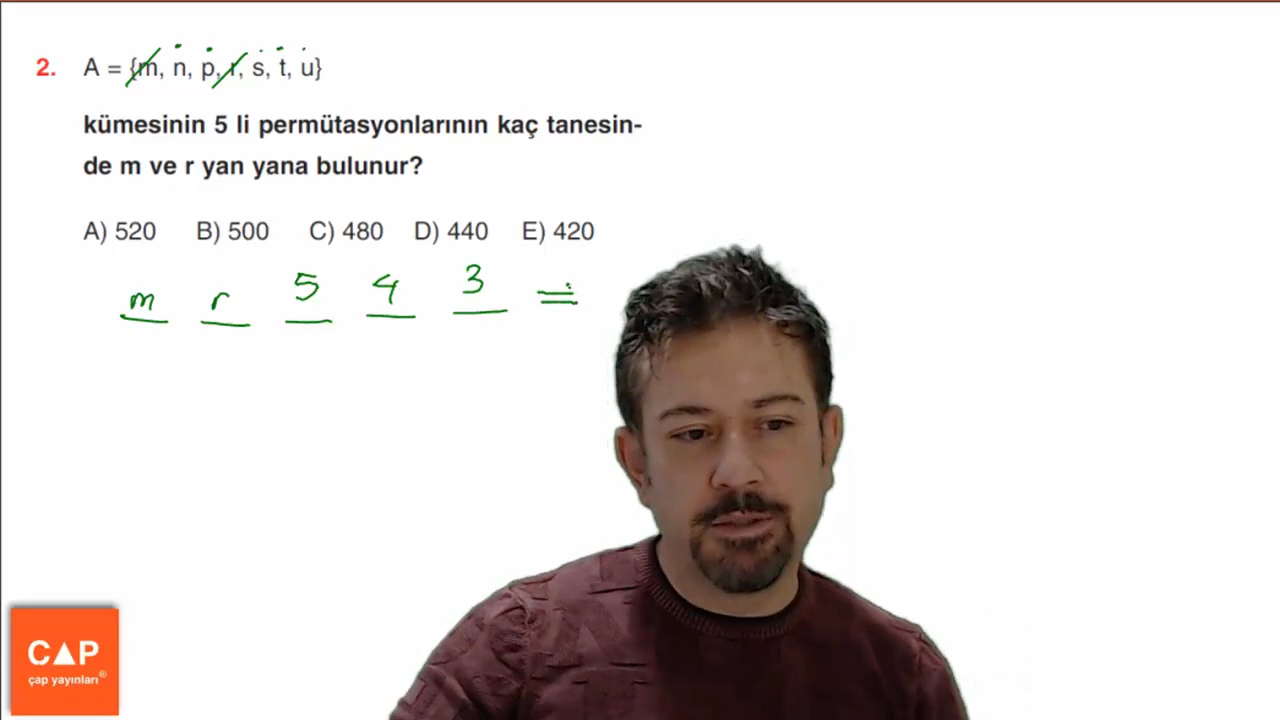 2. A = {m, n, p, r, s, t, u}
kümesinin 5 li permütasyonlarının kaç tanesin-
de m ve r yan yana bulunur?
A) 520 B) 500 C) 480 D) 440 E) 420
m r 5 4 3 =
CAP
çap yayınları®